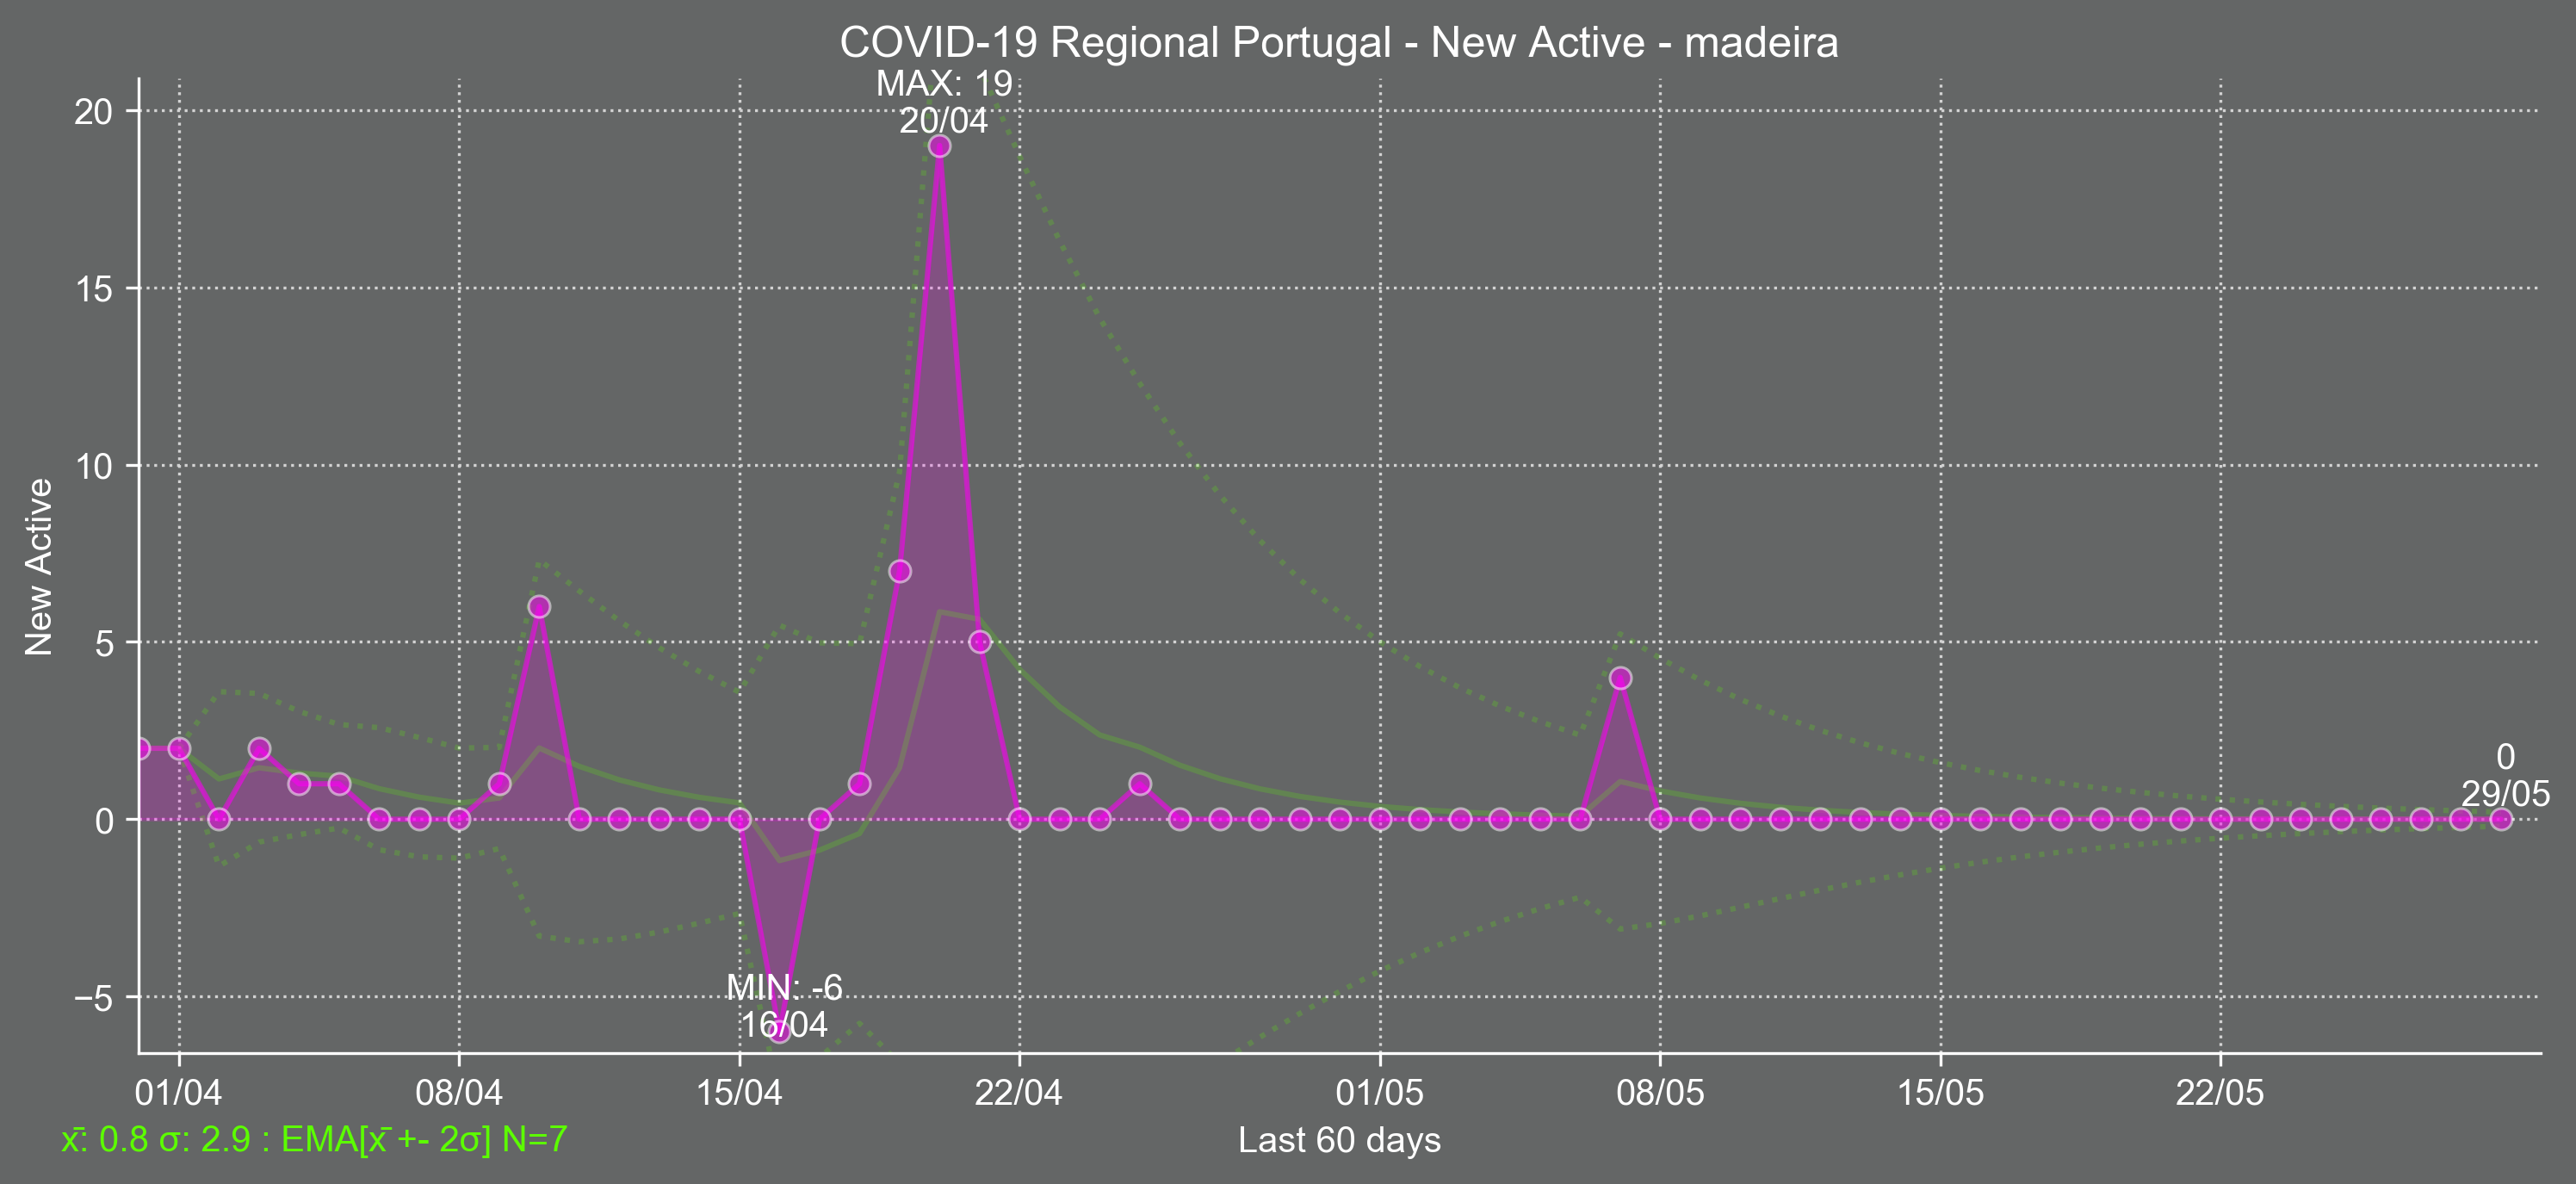 COVID-19 Regional Portugal - New Active - madeira
MAX: 19
20/04
20
15
10
5
0
−5
New Active
0
29/05
MIN: -6
16/04
01/04 08/04 15/04 22/04 01/05 08/05 15/05 22/05
x̄: 0.8 σ: 2.9 : EMA[x̄ +- 2σ] N=7
Last 60 days